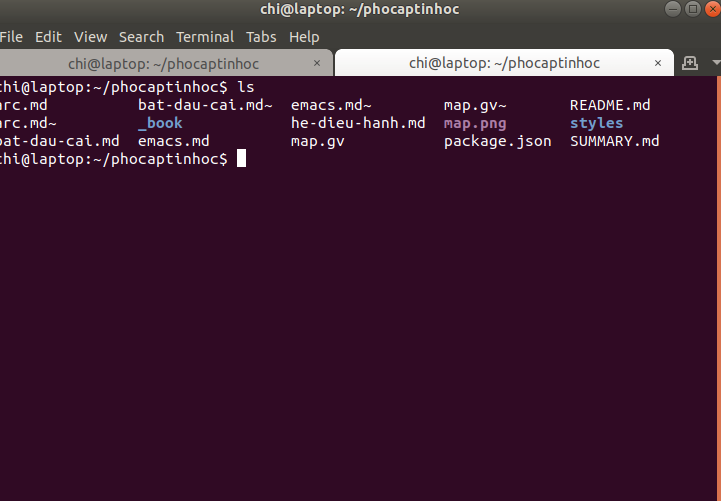 chi@laptop: ~/phocaptinhoc
File Edit View Search Terminal Tabs Help
chi@laptop: ~/phocaptinhoc × chi@laptop: ~/phocaptinhoc ×
chi@laptop:~/phocaptinhoc$ ls
arc.md bat-dau-cai.md~ emacs.md~ map.gv~ README.md
arc.md~ _book he-dieu-hanh.md map.png styles
bat-dau-cai.md emacs.md map.gv package.json SUMMARY.md
chi@laptop:~/phocaptinhoc$